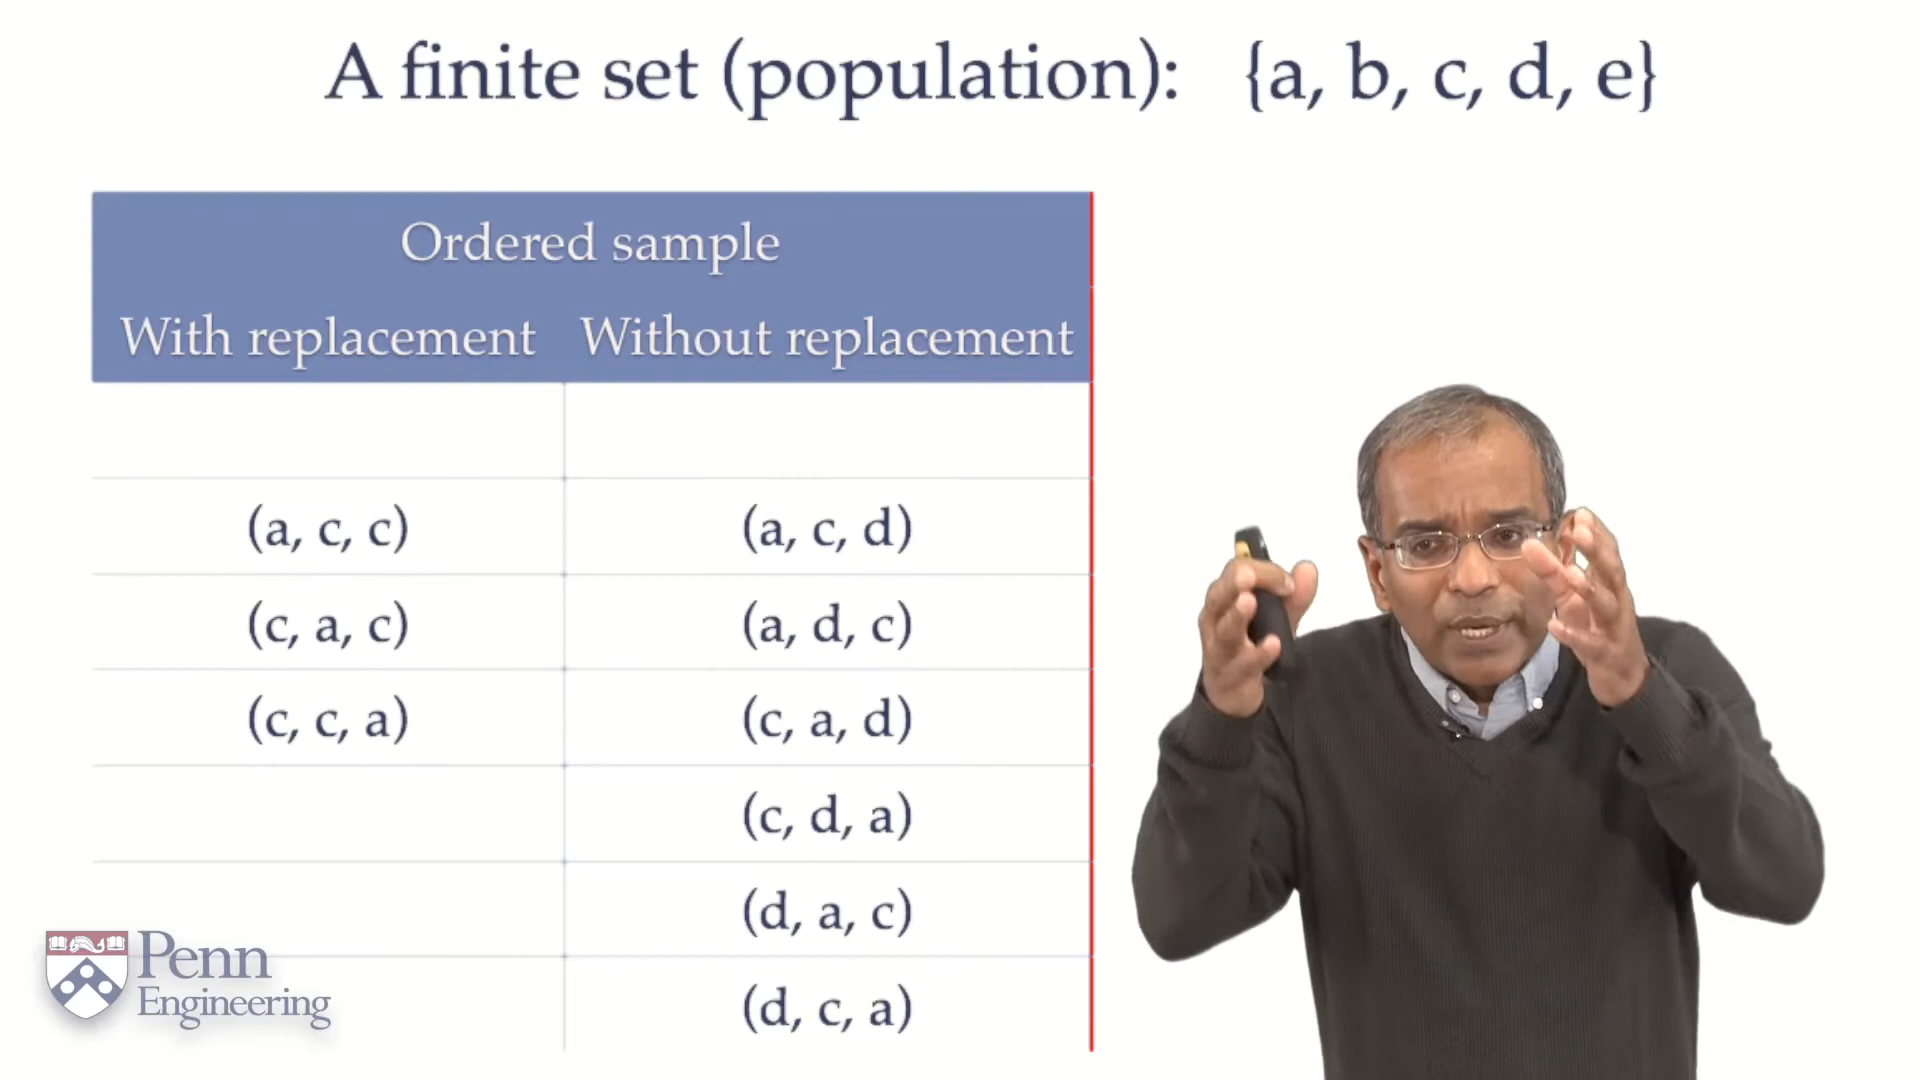 A finite set (population): {a, b, c, d, e}
Ordered sample
With replacement Without replacement
(a, c, c) (a, c, d)
(c, a, c) (a, d, c)
(c, c, a) (c, a, d)
(c, d, a)
(d, a, c)
(d, c, a)
Penn
Engineering